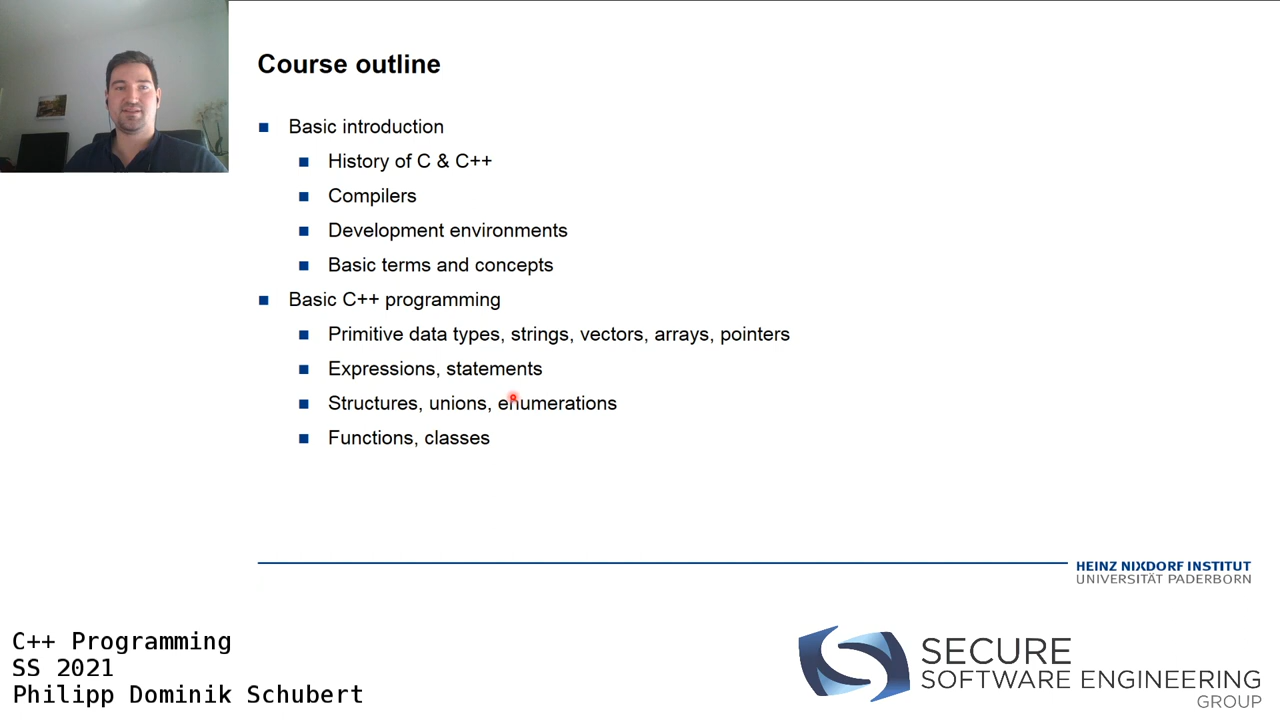 Course outline
Basic introduction
History of C & C++
Compilers
Development environments
Basic terms and concepts
Basic C++ programming
Primitive data types, strings, vectors, arrays, pointers
Expressions, statements
Structures, unions, enumerations
Functions, classes
HEINZ NIXDORF INSTITUT
UNIVERSITÄT PADERBORN
C++ Programming
SS 2021
Philipp Dominik Schubert
SECURE
SOFTWARE ENGINEERING
GROUP